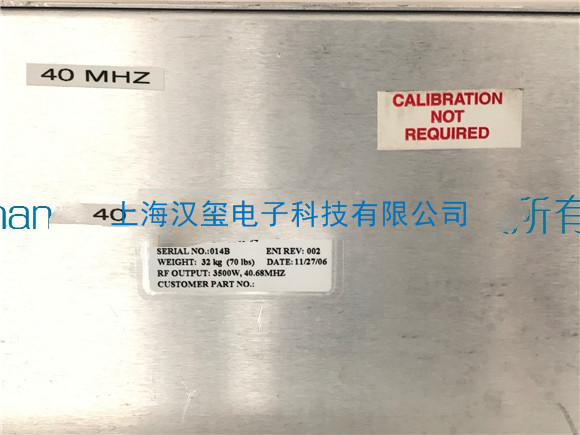 40 MHZ
CALIBRATION
NOT
REQUIRED
40
上海汉玺电子科技有限公司
所有
SERIAL NO.:014B ENI REV: 002
WEIGHT: 32 kg (70 lbs) DATE: 11/27/06
RF OUTPUT: 3500W, 40.68MHZ
CUSTOMER PART NO.: